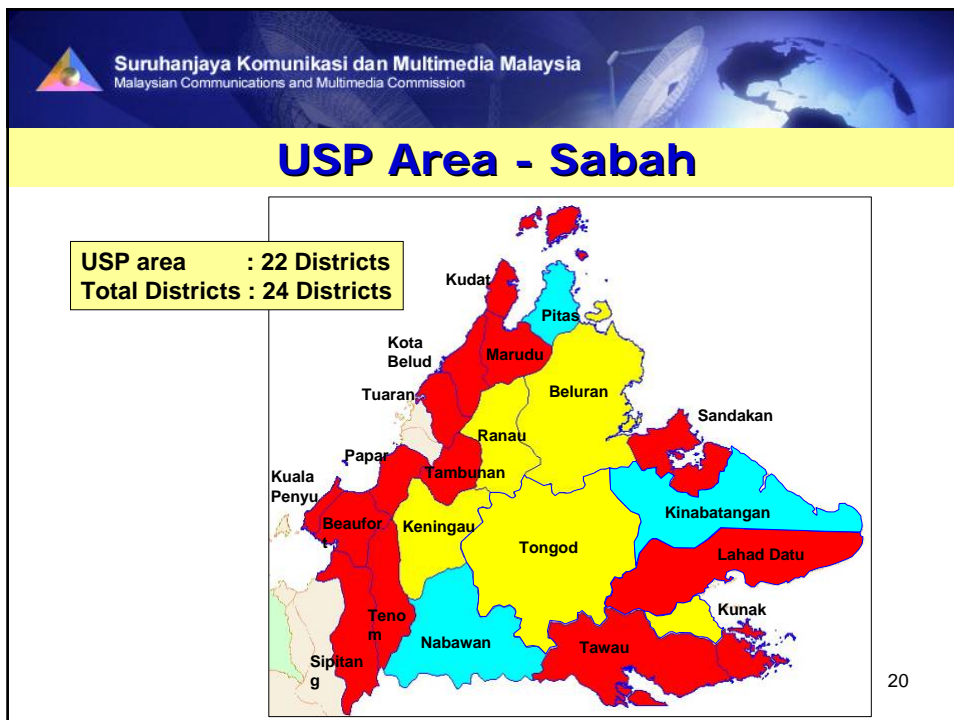 Suruhanjaya Komunikasi dan Multimedia Malaysia
Malaysian Communications and Multimedia Commission
USP Area - Sabah
USP area : 22 Districts
Total Districts : 24 Districts
Kudat
Pitas
Kota
Belud
Marudu
Tuaran
Beluran
Sandakan
Ranau
Papar
Tambunan
Kuala
Penyu
Kinabatangan
Beaufor
t
Keningau
Tongod
Lahad Datu
Kunak
Teno
m
Nabawan
Tawau
Sipitan
g
20